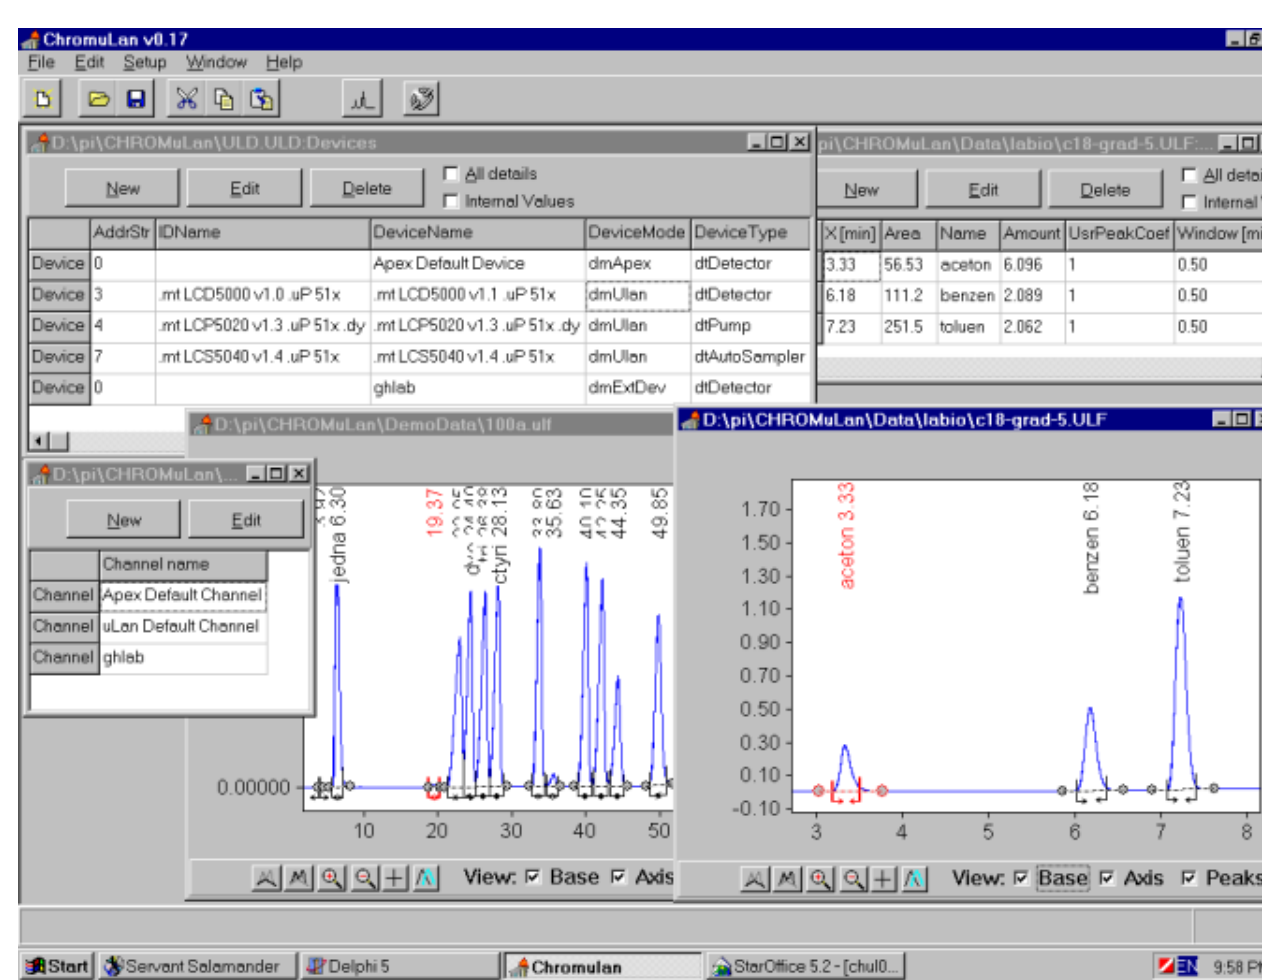 ChromuLan v0.17
File Edit Setup Window Help
D:\pi\CHROMuLan\ULD.ULD:Devices
New Edit Delete
All details
Internal Values
AddrStr IDName DeviceName DeviceMode DeviceType
Device 0 Apex Default Device dmApex dtDetector
Device 3 .mt LCD5000 v1.0 .uP 51x .mt LCD5000 v1.1 .uP 51x dmUlan dtDetector
Device 4 .mt LCP5020 v1.3 .uP 51x .dy .mt LCP5020 v1.3 .uP 51x .dy dmUlan dtPump
Device 7 .mt LCS5040 v1.4 .uP 51x .mt LCS5040 v1.4 .uP 51x dmUlan dtAutoSampler
Device 0 ghlab dmExtDev dtDetector
pi\CHROMuLan\Data\labio\c18-grad-5.ULF:...
New Edit Delete
All detai
Internal
X [min] Area Name Amount UsrPeakCoef Window [mi
3.33 56.53 aceton 6.096 1 0.50
6.18 111.2 benzen 2.089 1 0.50
7.23 251.5 toluen 2.062 1 0.50
D:\pi\CHROMuLan\DemoData\100a.ulf
jedna 6.30
19.37
ctyri 28.13
35.63
44.35
49.85
0.00000
10 20 30 40 50
View: Base Axis
D:\pi\CHROMuLan\...
New Edit
Channel name
Channel Apex Default Channel
Channel uLan Default Channel
Channel ghlab
D:\pi\CHROMuLan\Data\labio\c18-grad-5.ULF
aceton 3.33
benzen 6.18
toluen 7.23
1.70
1.50
1.30
1.10
0.90
0.70
0.50
0.30
0.10
-0.10
3 4 5 6 7 8
View: Base Axis Peaks
Start Servant Salamander Delphi 5 Chromulan StarOffice 5.2 - [chul0... EN 9:58 PM